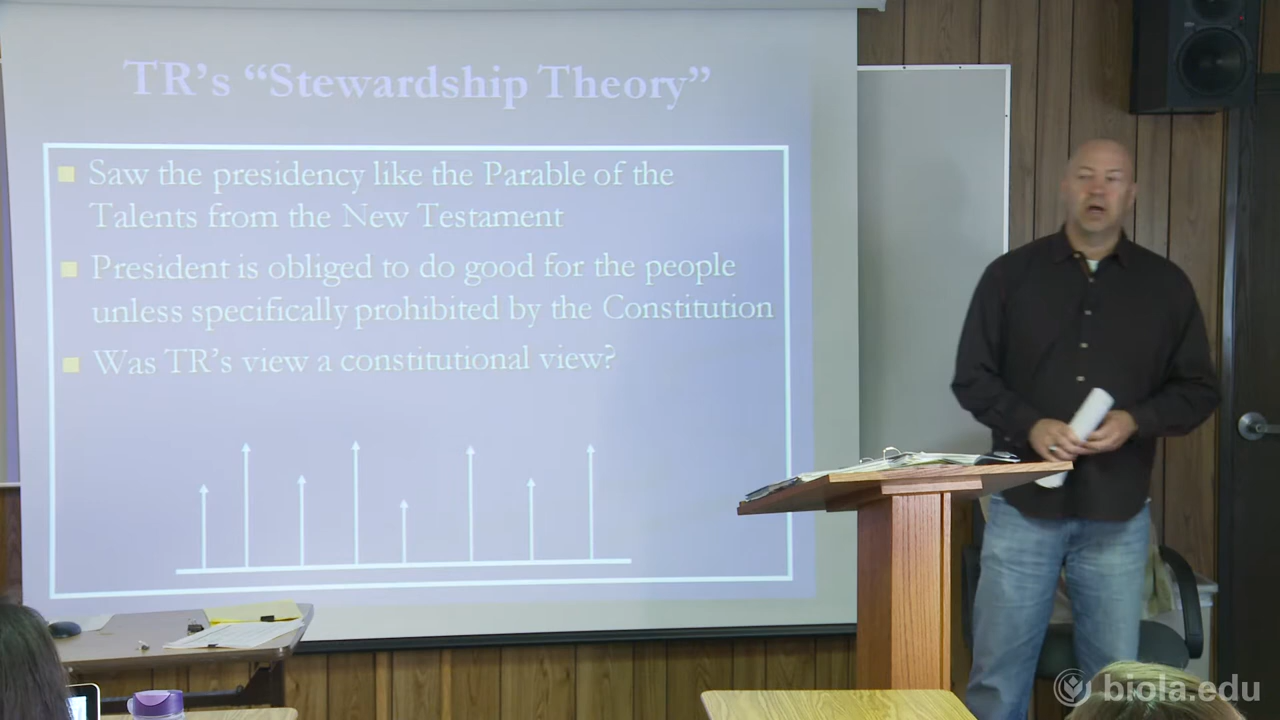 TR's “Stewardship Theory”
Saw the presidency like the Parable of the
Talents from the New Testament
President is obliged to do good for the people
unless specifically prohibited by the Constitution
Was TR's view a constitutional view?
biola.edu